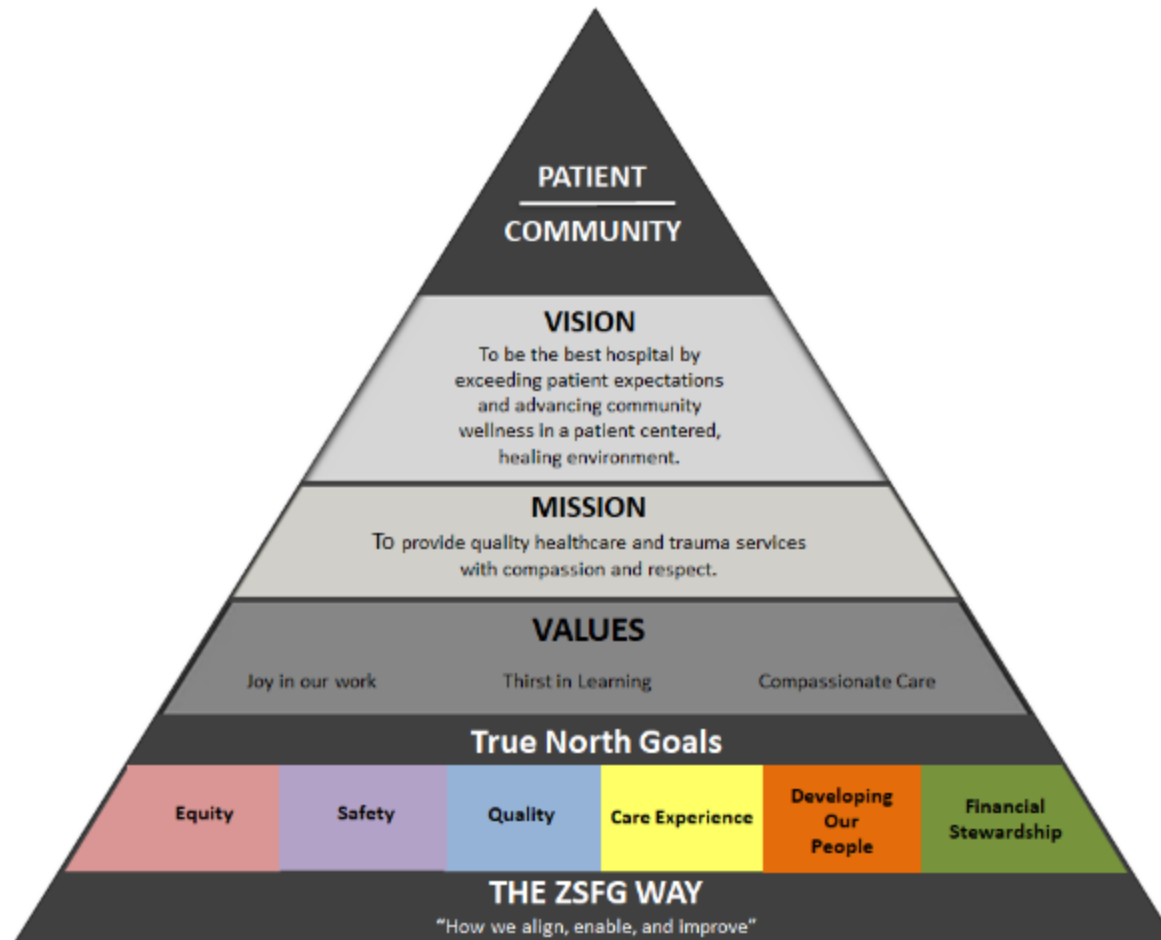 PATIENT
COMMUNITY
VISION
To be the best hospital by
exceeding patient expectations
and advancing community
wellness in a patient centered,
healing environment.
MISSION
To provide quality healthcare and trauma services
with compassion and respect.
VALUES
Joy in our work Thirst in Learning Compassionate Care
True North Goals
Equity
Safety
Quality
Care Experience
Developing
Our
People
Financial
Stewardship
THE ZSFG WAY
“How we align, enable, and improve”